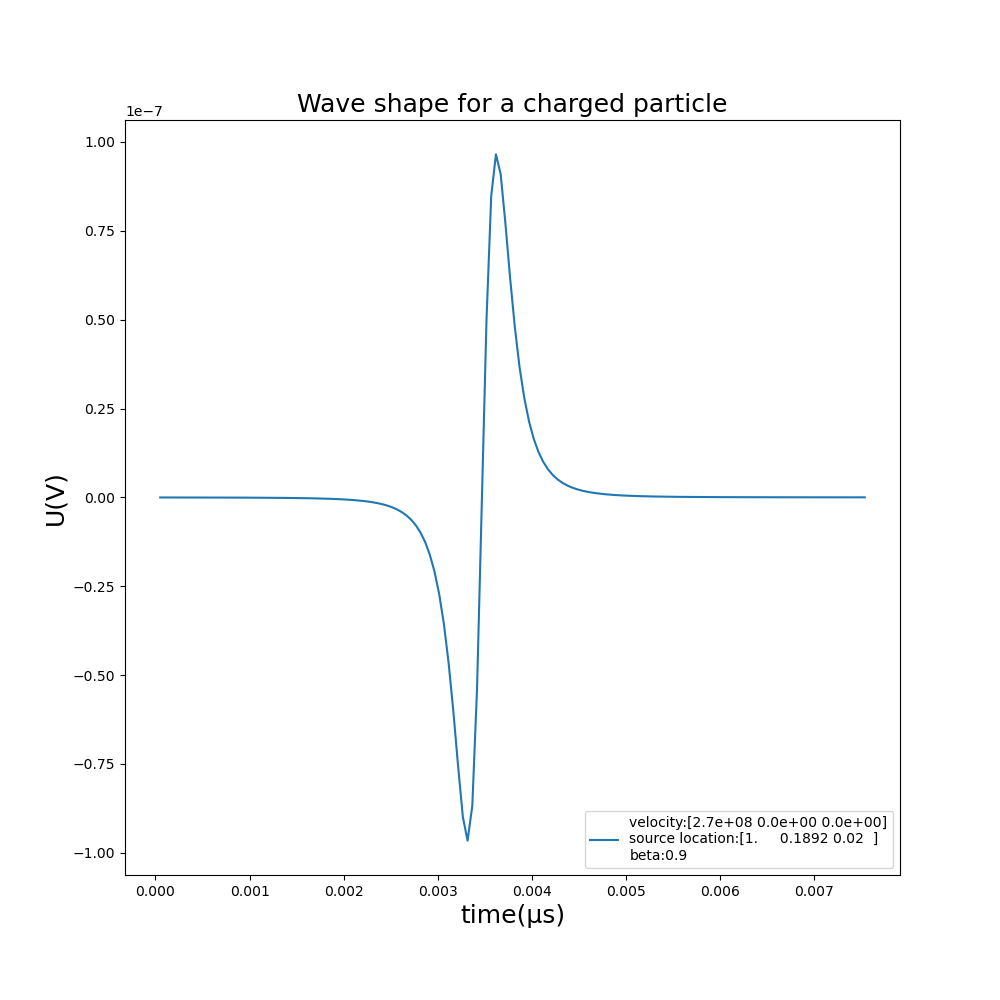 Wave shape for a charged particle
1e−7
1.00
0.75
0.50
0.25
0.00
−0.25
−0.50
−0.75
−1.00
U(V)
velocity:[2.7e+08 0.0e+00 0.0e+00]
source location:[1.     0.1892 0.02  ]
beta:0.9
0.000 0.001 0.002 0.003 0.004 0.005 0.006 0.007
time(μs)